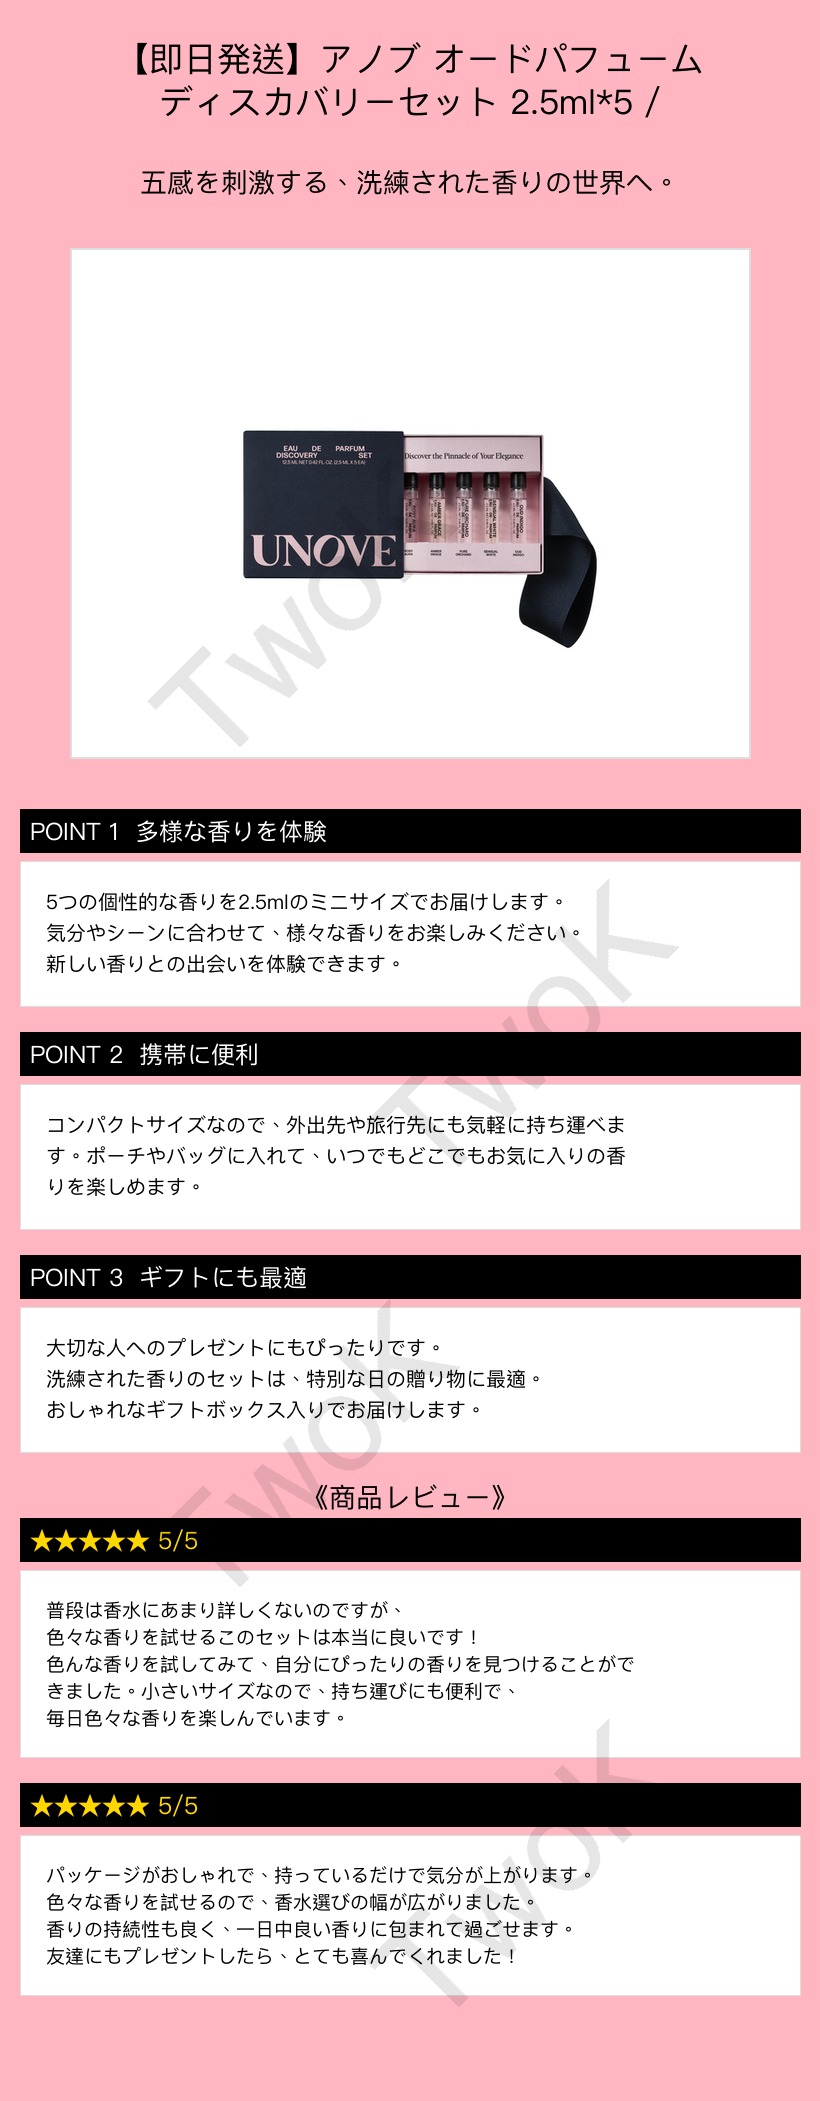 【即日発送】アノブ オードパフューム
ディスカバリーセット 2.5ml*5 /
五感を刺激する、洗練された香りの世界へ。
EAU DE PARFUM
DISCOVERY SET
12.5 ML NET 0.42 FL. OZ. (2.5 ML X 5 EA)
UNOVE
Discover the Pinnacle of Your Elegance
AMBER GRACE
PURE ORCHARD
SENSUAL WHITE
OUD INDIGO
TwoK
POINT 1 多様な香りを体験
5つの個性的な香りを2.5mlのミニサイズでお届けします。
気分やシーンに合わせて、様々な香りをお楽しみください。
新しい香りとの出会いを体験できます。
TwoK
POINT 2 携帯に便利
コンパクトサイズなので、外出先や旅行先にも気軽に持ち運べま
す。ポーチやバッグに入れて、いつでもどこでもお気に入りの香
りを楽しめます。
POINT 3 ギフトにも最適
大切な人へのプレゼントにもぴったりです。
洗練された香りのセットは、特別な日の贈り物に最適。
おしゃれなギフトボックス入りでお届けします。
TwoK
《商品レビュー》
★★★★★ 5/5
普段は香水にあまり詳しくないのですが、
色々な香りを試せるこのセットは本当に良いです！
色んな香りを試してみて、自分にぴったりの香りを見つけることがで
きました。小さいサイズなので、持ち運びにも便利で、
毎日色々な香りを楽しんでいます。
★★★★★ 5/5
パッケージがおしゃれで、持っているだけで気分が上がります。
色々な香りを試せるので、香水選びの幅が広がりました。
香りの持続性も良く、一日中良い香りに包まれて過ごせます。
友達にもプレゼントしたら、とても喜んでくれました！
TwoK